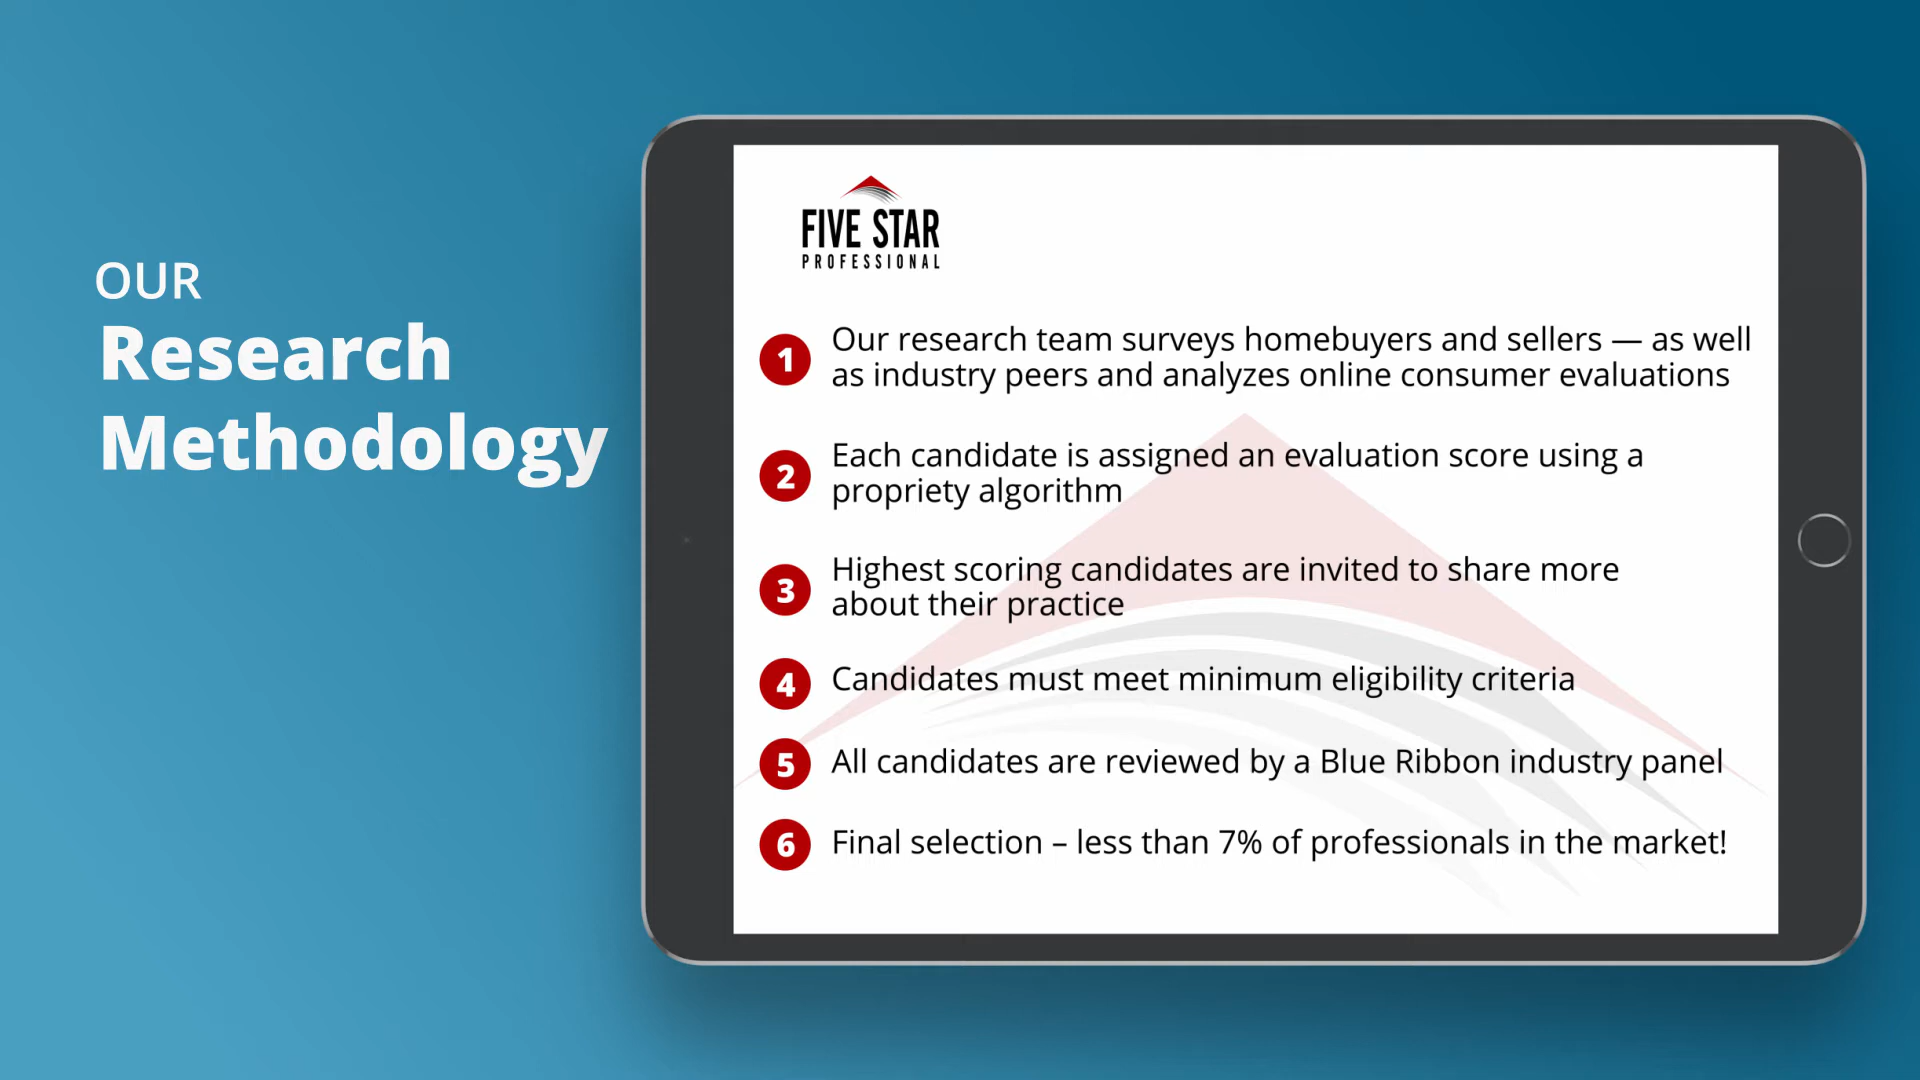 OUR
Research
Methodology
FIVE STAR
PROFESSIONAL
1 Our research team surveys homebuyers and sellers — as well
as industry peers and analyzes online consumer evaluations
2 Each candidate is assigned an evaluation score using a
propriety algorithm
3 Highest scoring candidates are invited to share more
about their practice
4 Candidates must meet minimum eligibility criteria
5 All candidates are reviewed by a Blue Ribbon industry panel
6 Final selection – less than 7% of professionals in the market!